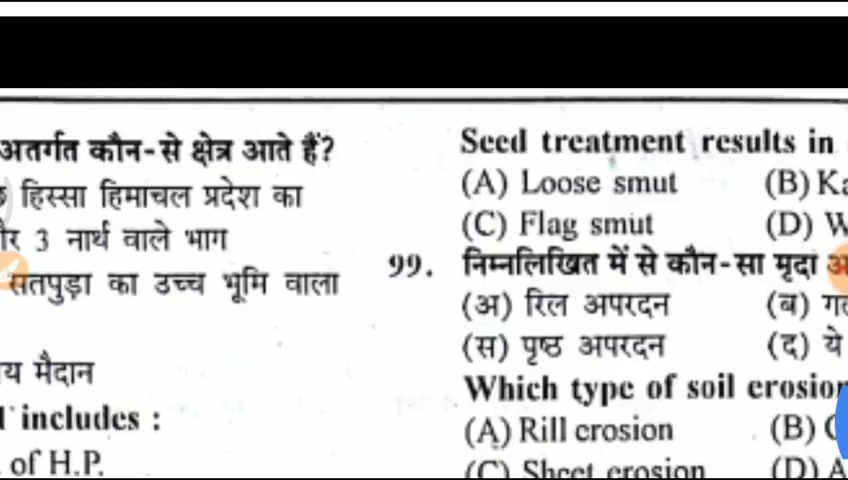 अतर्गत कौन-से क्षेत्र आते हैं?
हिस्सा हिमाचल प्रदेश का
3 नार्थ वाले भाग
सतपुड़ा का उच्च भूमि वाला
मैदान
includes :
of H.P.
Seed treatment results in
(A) Loose smut (B)
(C) Flag smut (D)
99. निम्नलिखित में से कौन-सा मृदा
(अ) रिल अपरदन (ब)
(स) पृष्ठ अपरदन (द) ये
Which type of soil erosion
(A) Rill erosion (B)
(C) Sheet erosion (D)